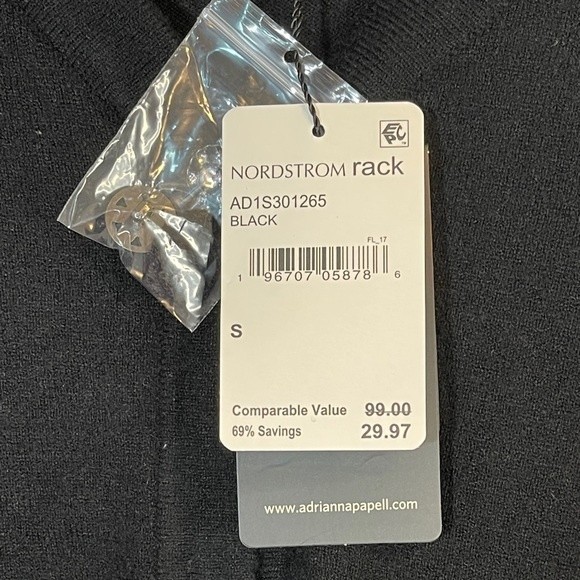 EPC
NORDSTROM rack
AD1S301265
BLACK
FL_17
1 96707 05878 6
S
Comparable Value 99.00
69% Savings 29.97
www.adriannapapell.com